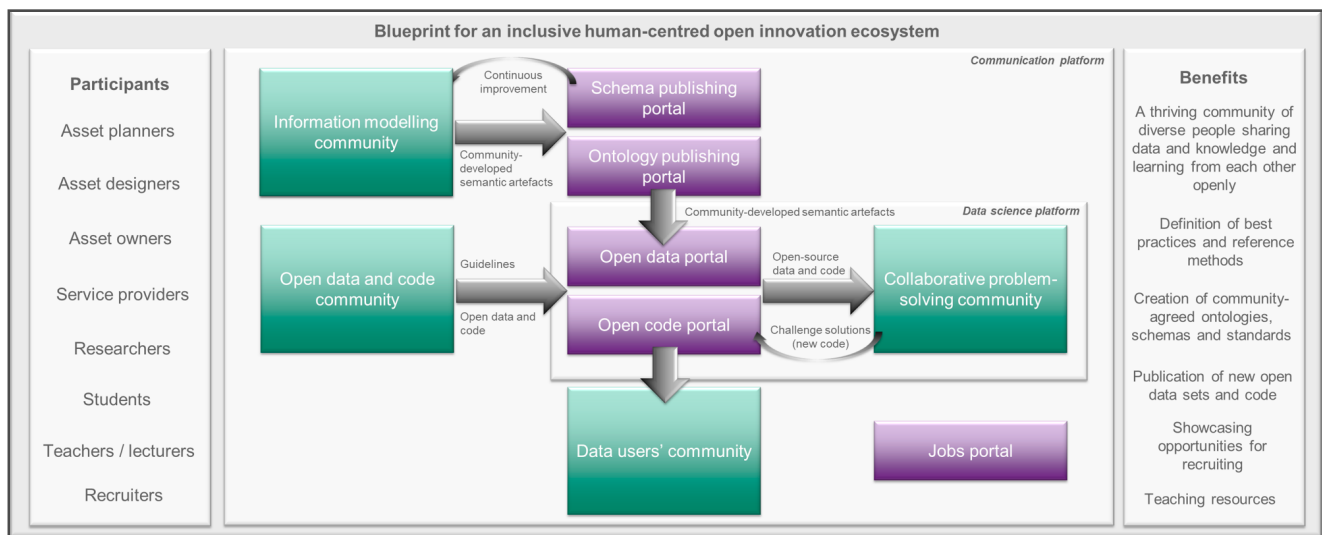 Blueprint for an inclusive human-centred open innovation ecosystem
Participants
Asset planners
Asset designers
Asset owners
Service providers
Researchers
Students
Teachers / lecturers
Recruiters
Communication platform
Information modelling
community
Continuous
improvement
Community-
developed
semantic artefacts
Schema publishing
portal
Ontology publishing
portal
Community-developed semantic artefacts
Data science platform
Open data and code
community
Guidelines
Open data and
code
Open data portal
Open code portal
Open-source
data and code
Challenge solutions
(new code)
Collaborative problem-
solving community
Data users' community
Jobs portal
Benefits
A thriving community of
diverse people sharing
data and knowledge and
learning from each other
openly
Definition of best
practices and reference
methods
Creation of community-
agreed ontologies,
schemas and standards
Publication of new open
data sets and code
Showcasing
opportunities for
recruiting
Teaching resources